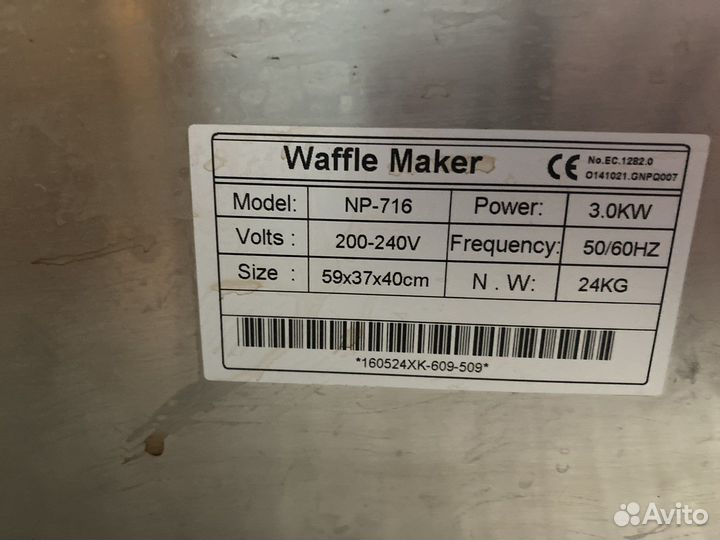 Waffle Maker
CE No.EC.1282.0
O141021.GNPQ007
Model: NP-716 Power: 3.0KW
Volts : 200-240V Frequency: 50/60HZ
Size : 59x37x40cm N . W: 24KG
*160524XK-609-509*
Avito